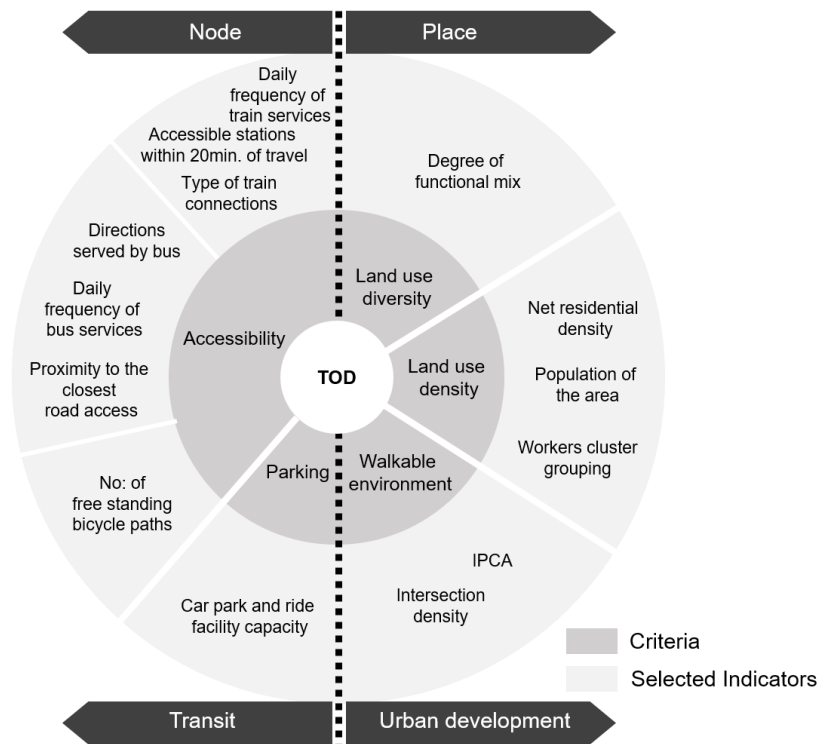 Node
Place
Daily
frequency of
train services
Accessible stations
within 20min. of travel
Type of train
connections
Directions
served by bus
Daily
frequency of
bus services
Proximity to the
closest
road access
No: of
free standing
bicycle paths
Car park and ride
facility capacity
Degree of
functional mix
Net residential
density
Population of
the area
Workers cluster
grouping
IPCA
Intersection
density
Accessibility
Parking
Land use
diversity
Land use
density
Walkable
environment
TOD
Criteria
Selected Indicators
Transit
Urban development